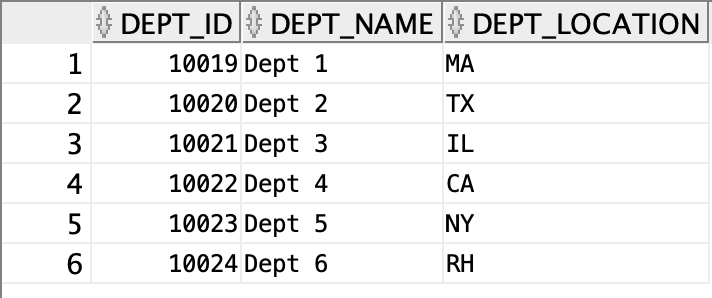 DEPT_ID DEPT_NAME DEPT_LOCATION
1 10019 Dept 1 MA
2 10020 Dept 2 TX
3 10021 Dept 3 IL
4 10022 Dept 4 CA
5 10023 Dept 5 NY
6 10024 Dept 6 RH